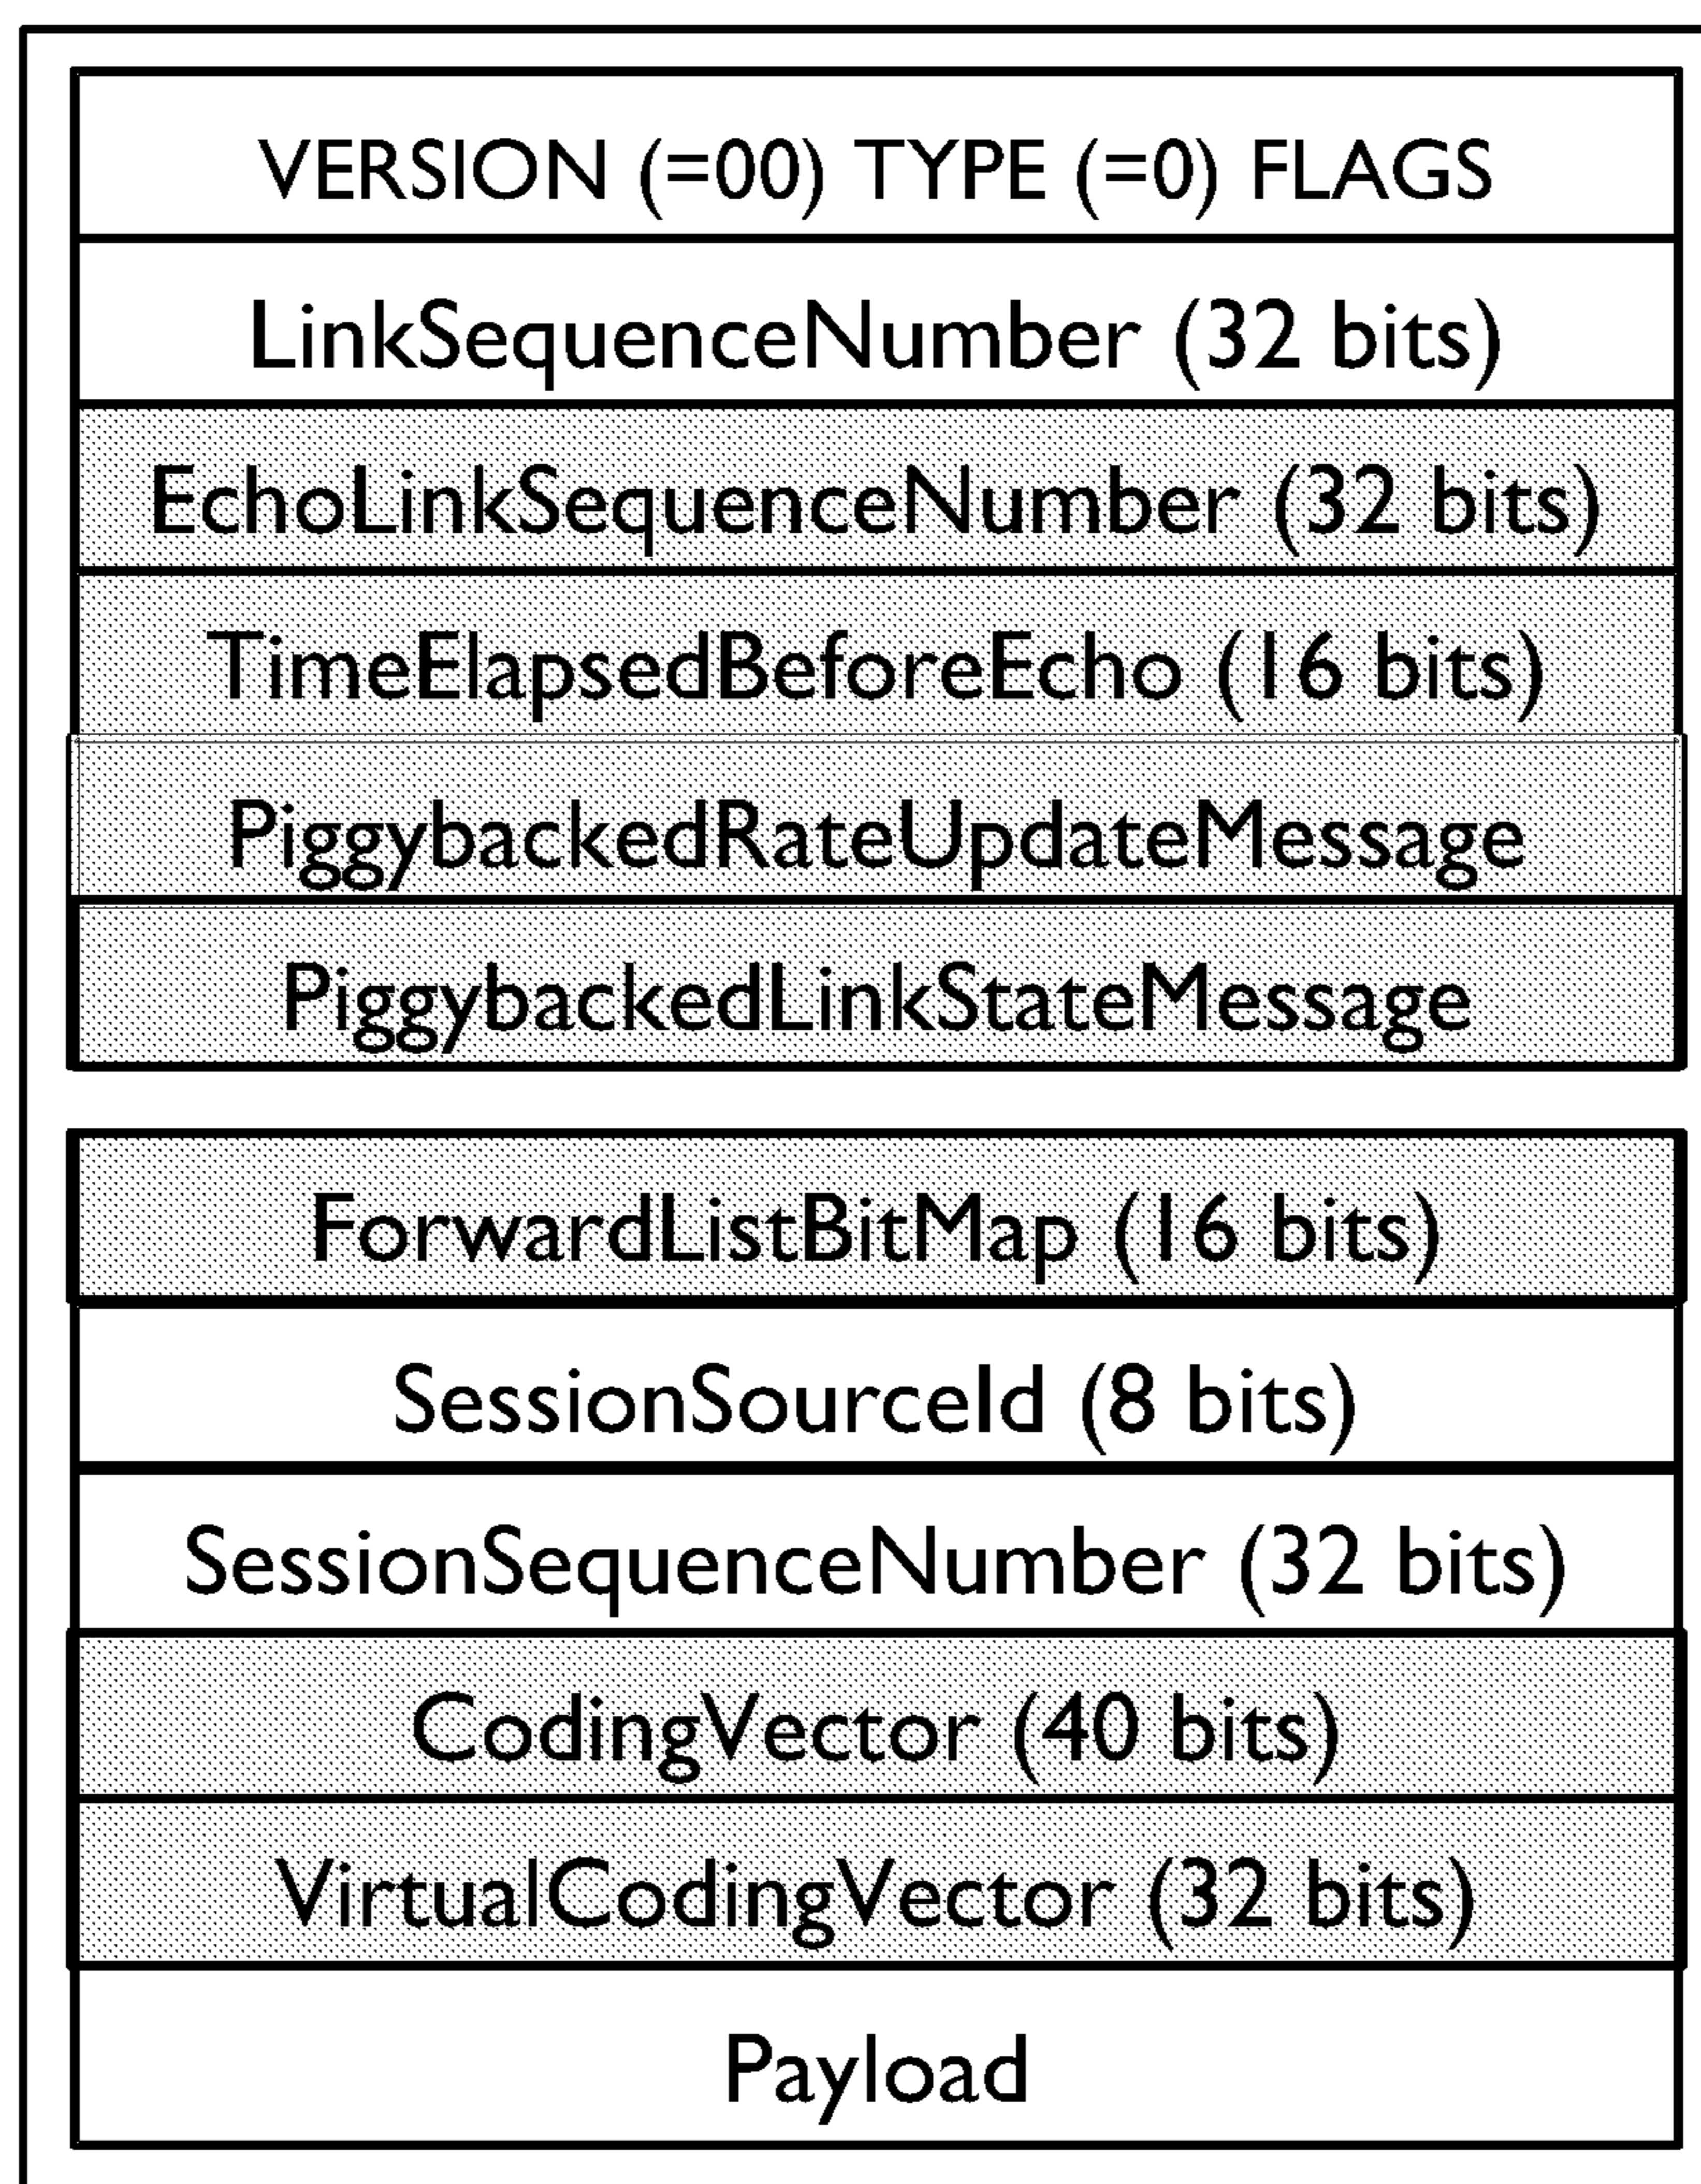 VERSION (=00) TYPE (=0) FLAGS
LinkSequenceNumber (32 bits)
EchoLinkSequenceNumber (32 bits)
TimeElapsedBeforeEcho (16 bits)
PiggybackedRateUpdateMessage
PiggybackedLinkStateMessage
ForwardListBitMap (16 bits)
SessionSourceId (8 bits)
SessionSequenceNumber (32 bits)
CodingVector (40 bits)
VirtualCodingVector (32 bits)
Payload